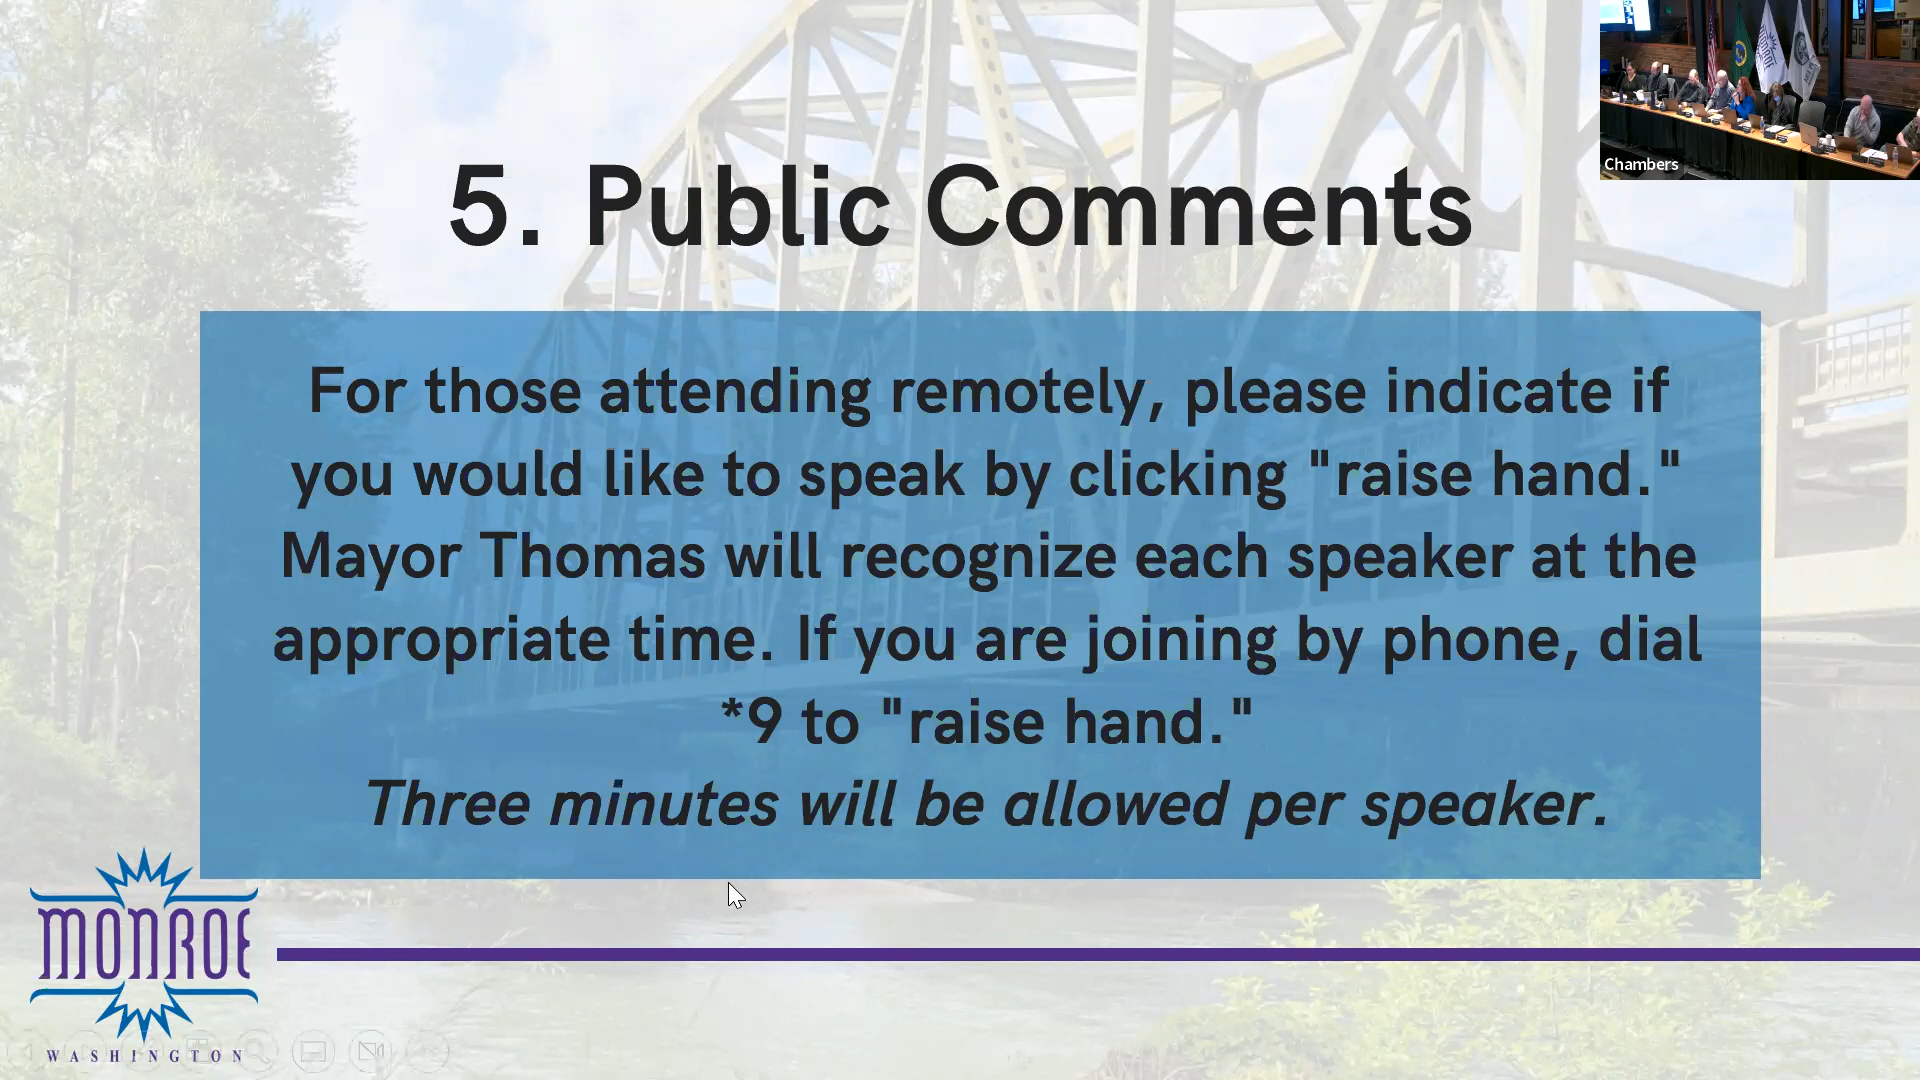 Chambers
5. Public Comments
For those attending remotely, please indicate if
you would like to speak by clicking "raise hand."
Mayor Thomas will recognize each speaker at the
appropriate time. If you are joining by phone, dial
*9 to "raise hand."
Three minutes will be allowed per speaker.
MONROE
WASHINGTON